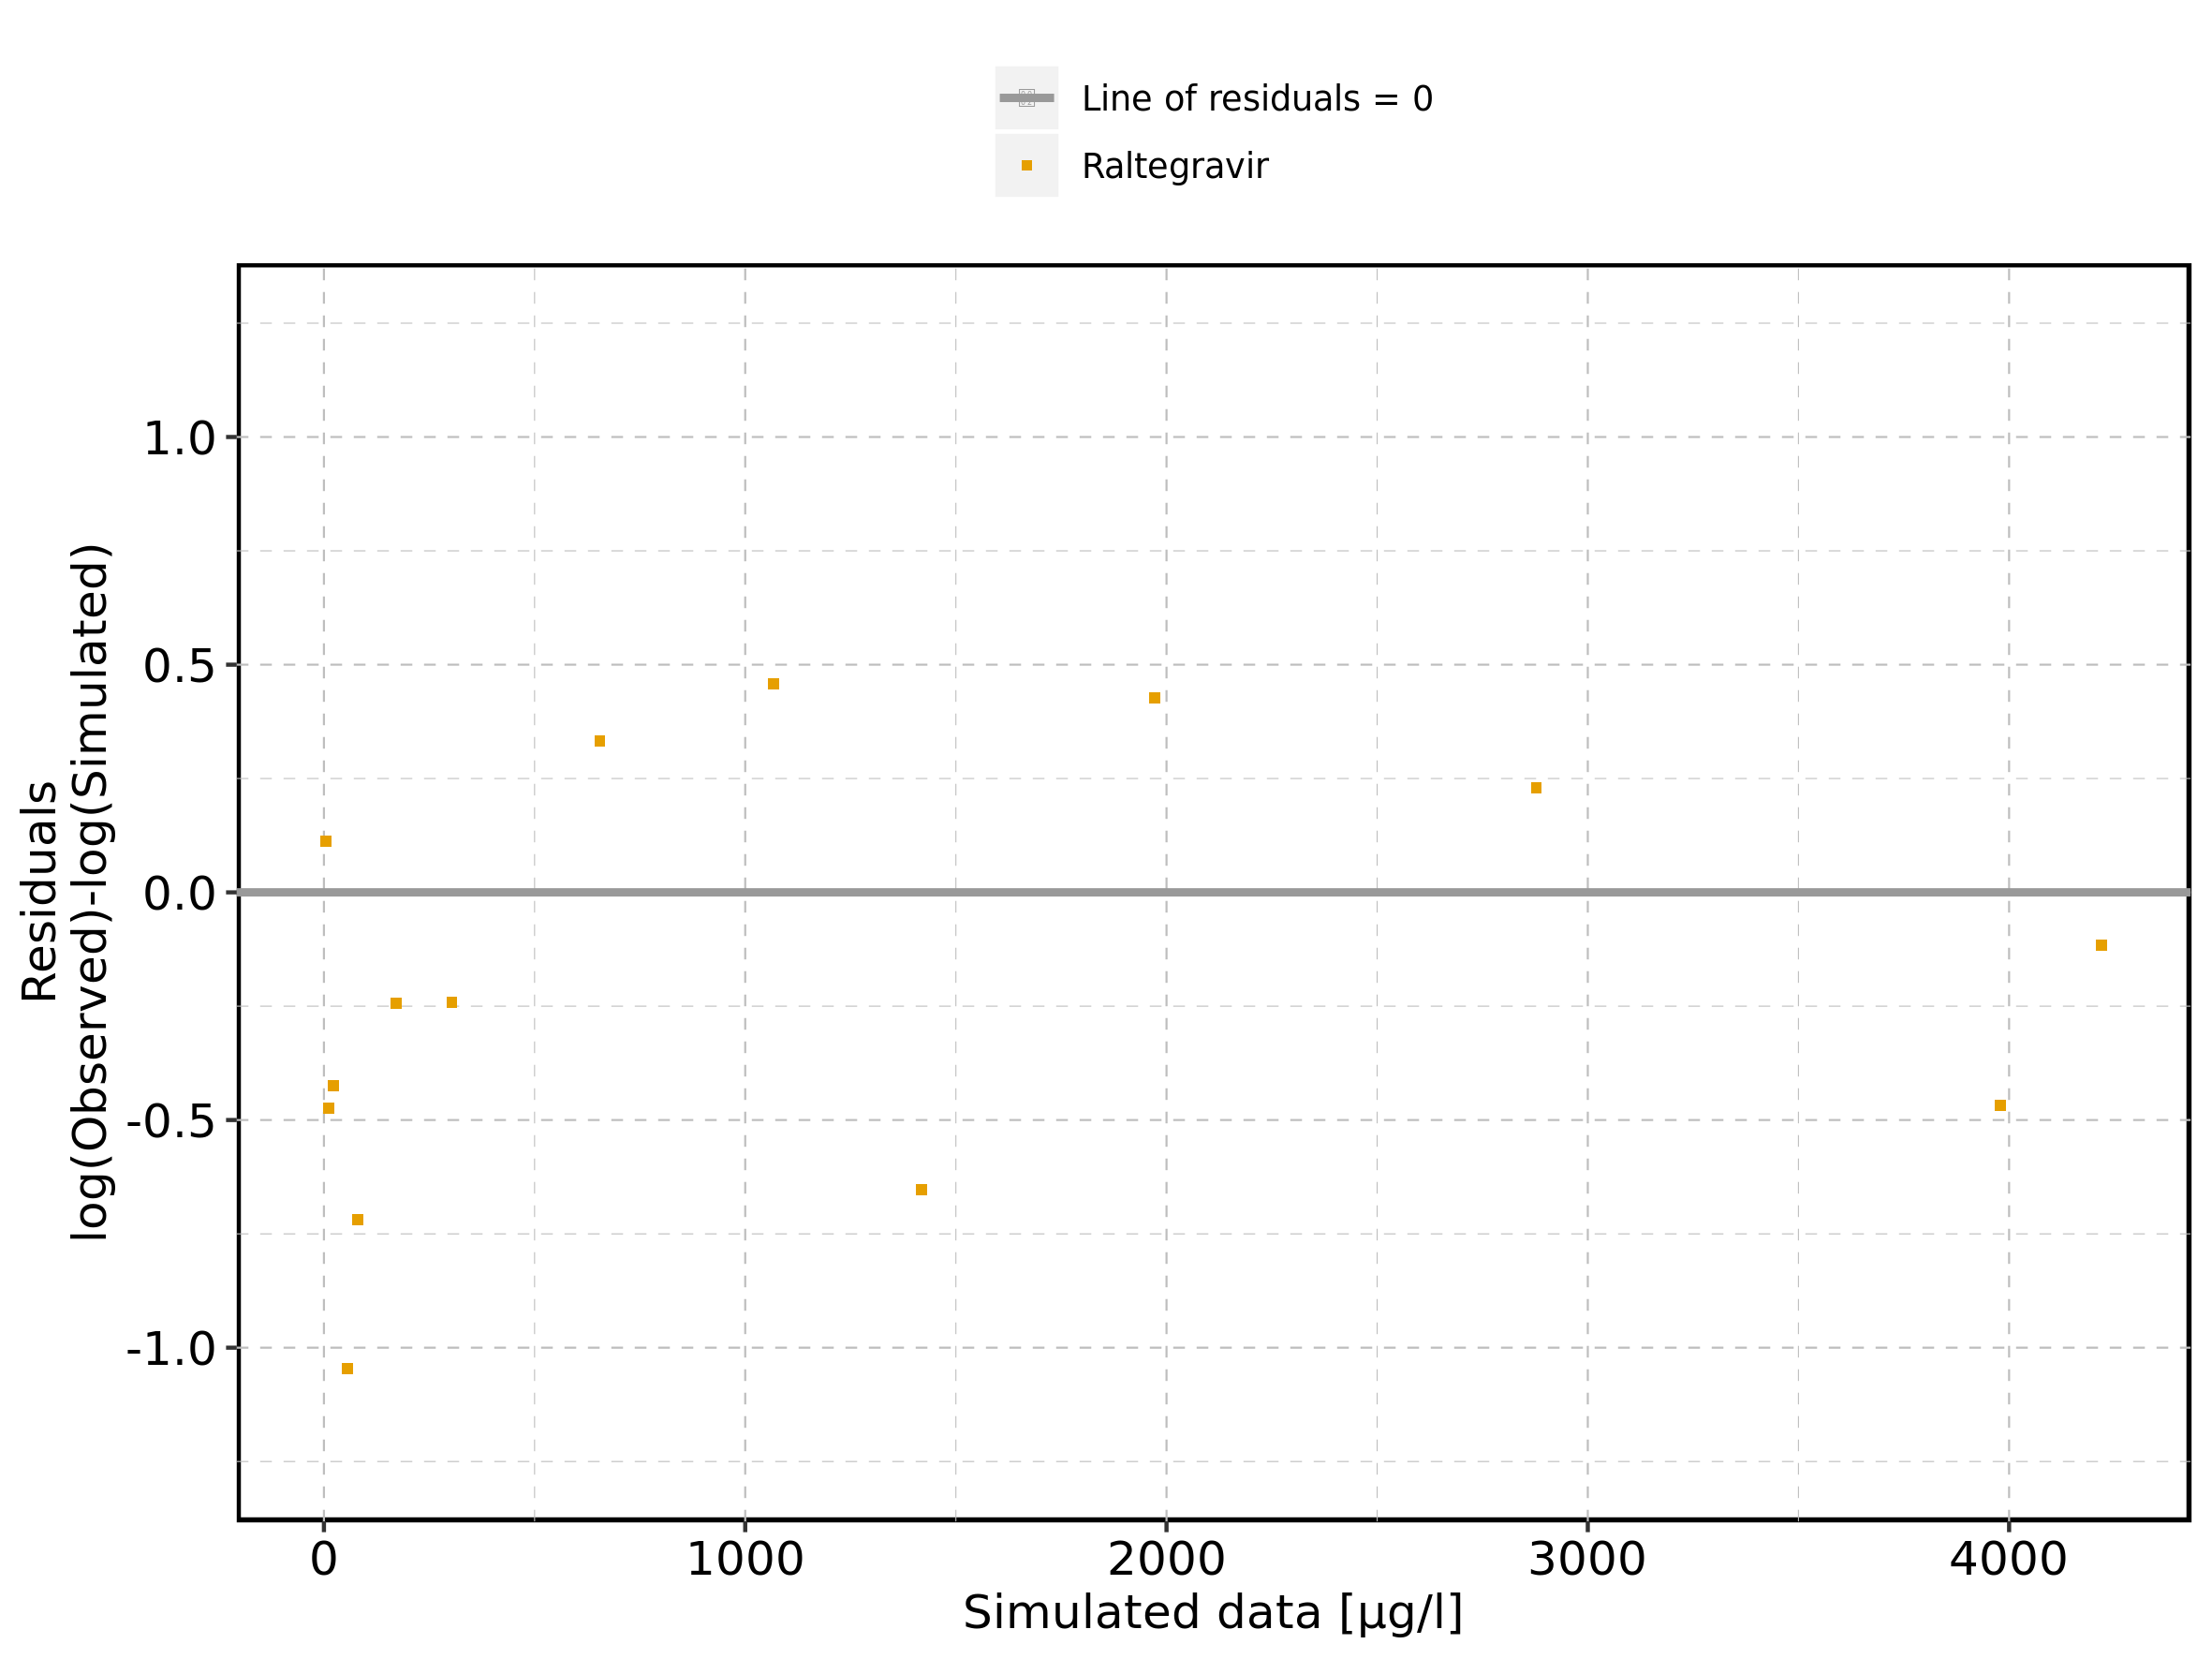 Line of residuals = 0
Raltegravir
1.0
0.5
0.0
-0.5
-1.0
Residuals
log(Observed)-log(Simulated)
0 1000 2000 3000 4000
Simulated data [µg/l]